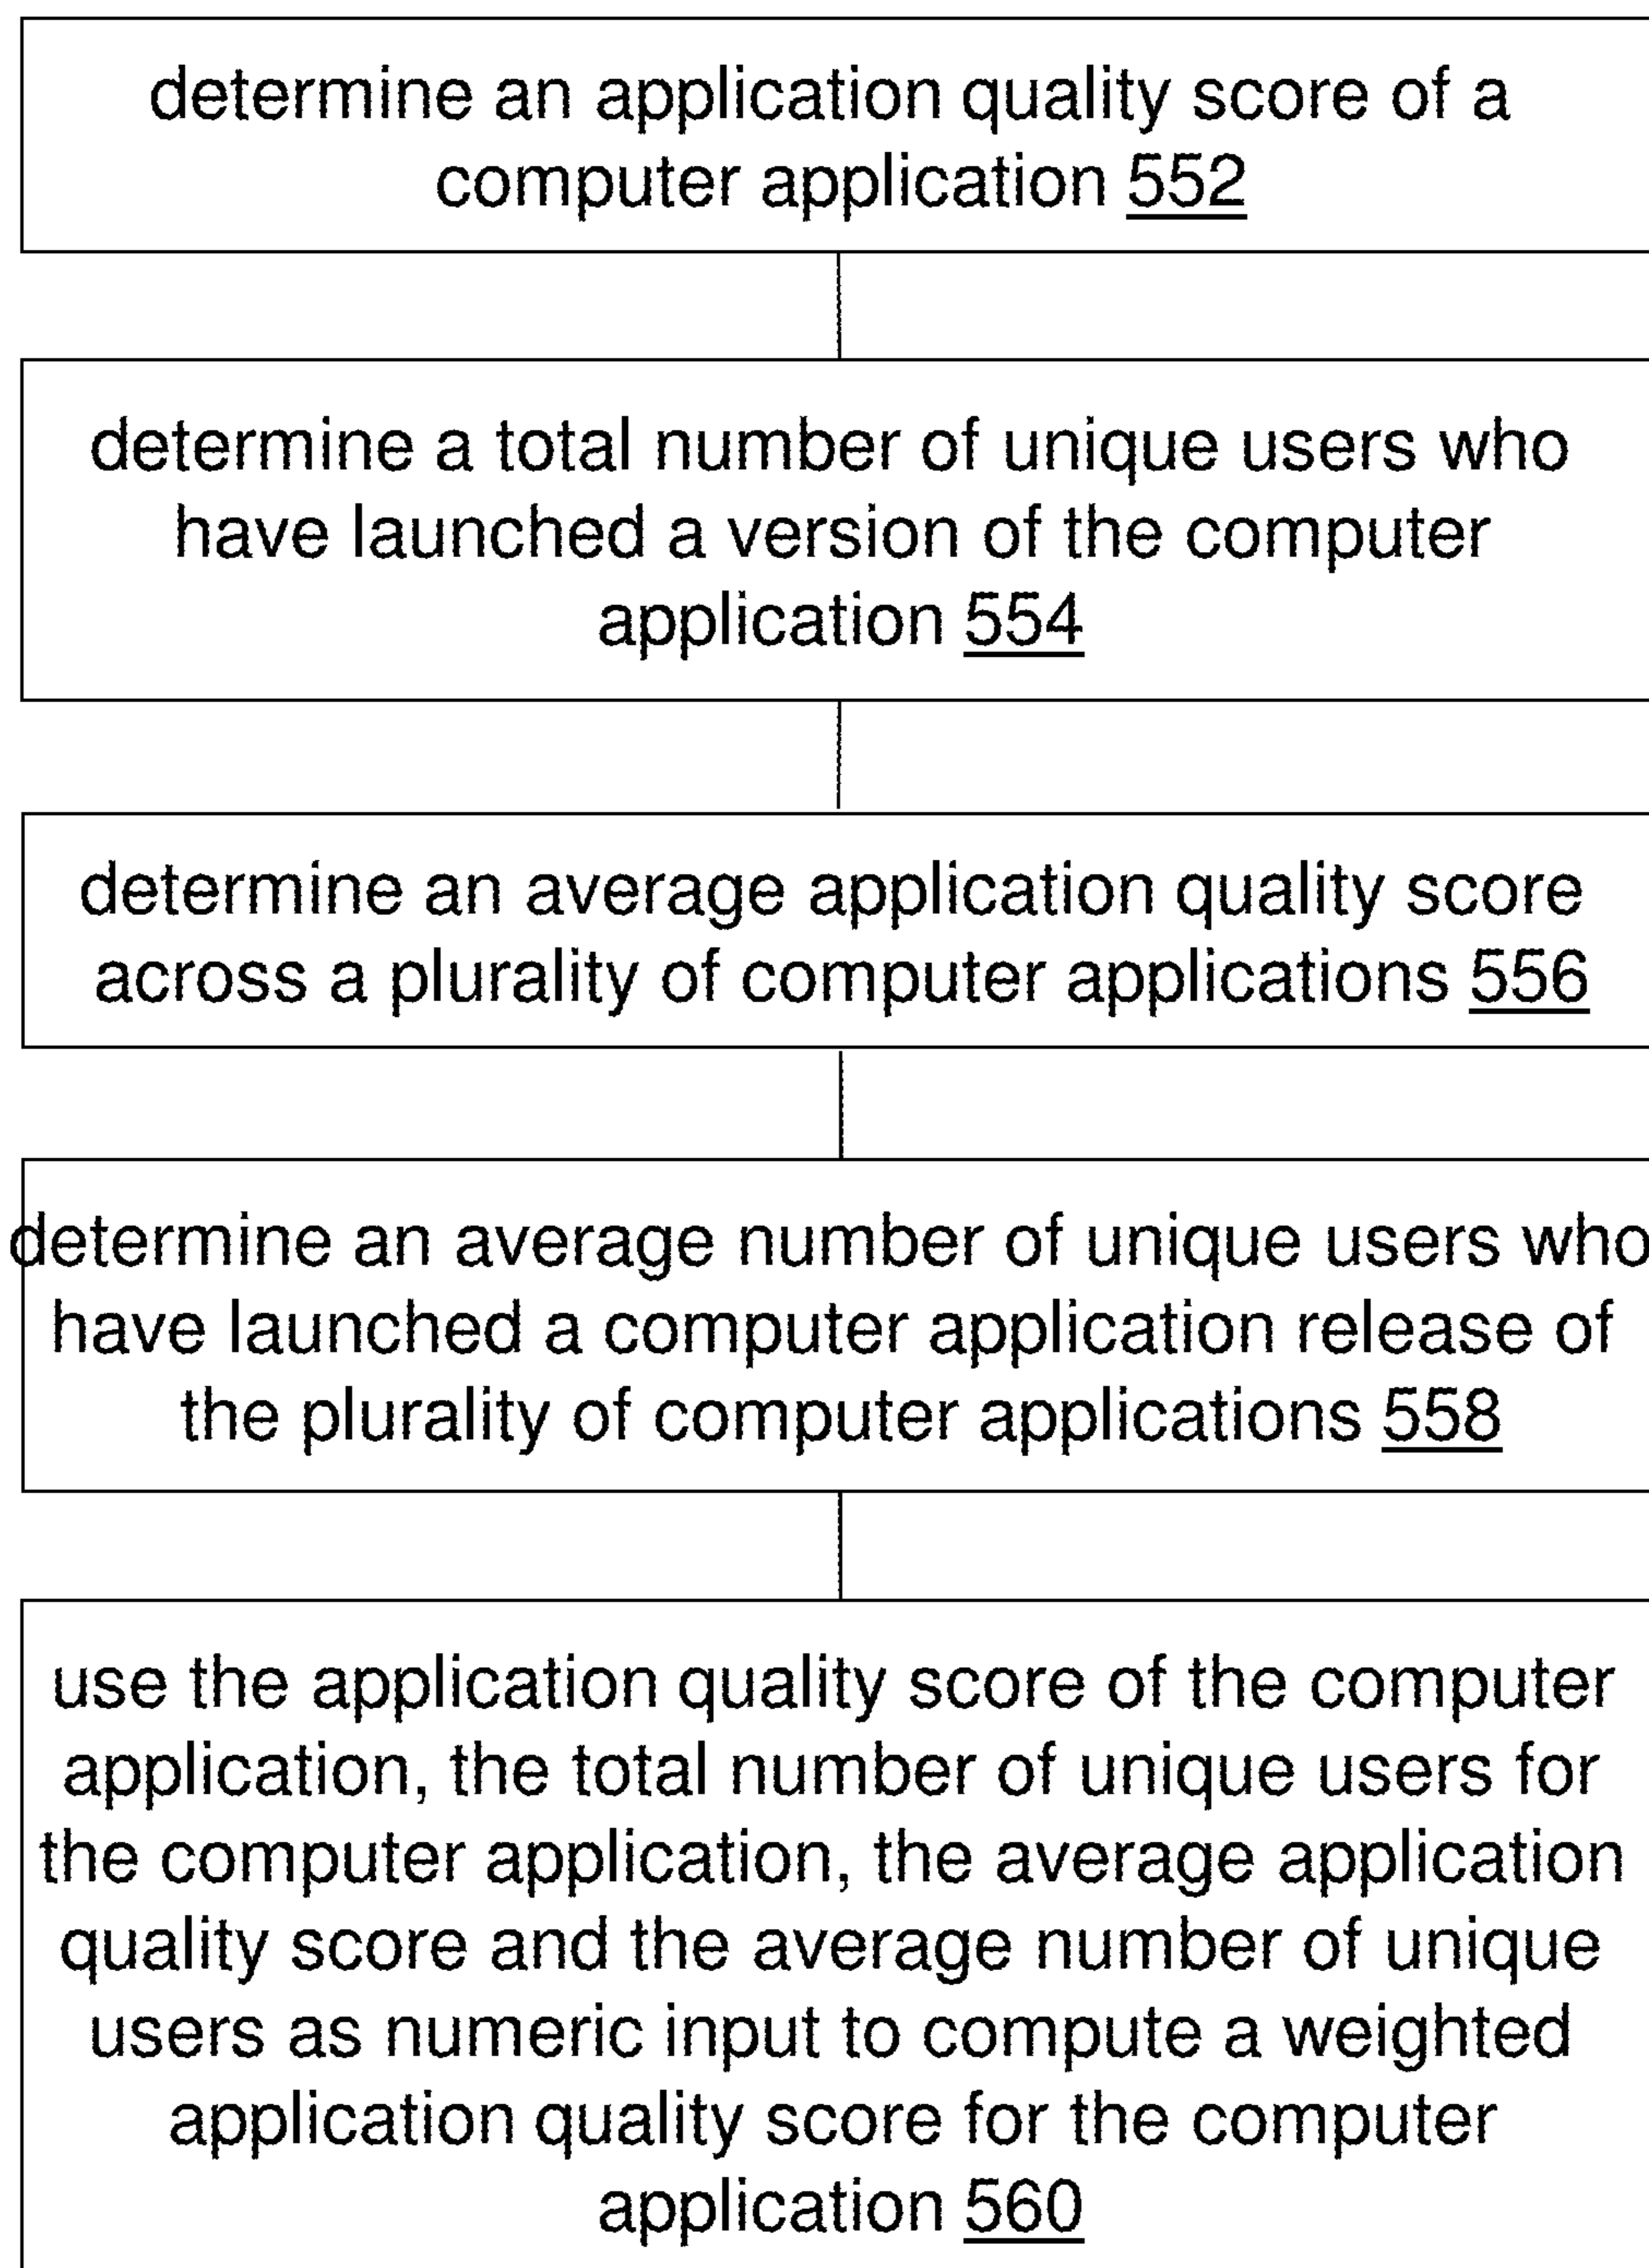 determine an application quality score of a
computer application 552
determine a total number of unique users who
have launched a version of the computer
application 554
determine an average application quality score
across a plurality of computer applications 556
determine an average number of unique users who
have launched a computer application release of
the plurality of computer applications 558
use the application quality score of the computer
application, the total number of unique users for
the computer application, the average application
quality score and the average number of unique
users as numeric input to compute a weighted
application quality score for the computer
application 560